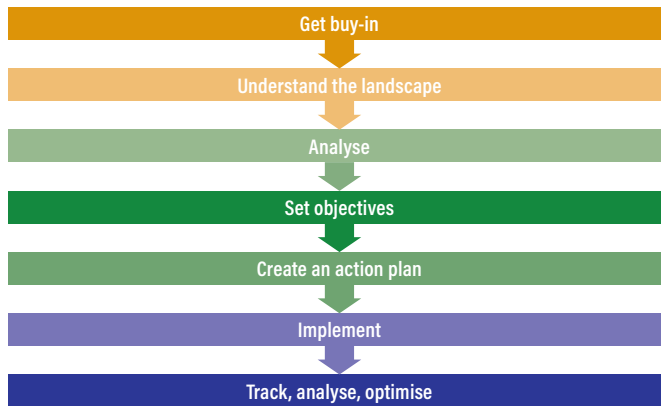 Get buy-in
Understand the landscape
Analyse
Set objectives
Create an action plan
Implement
Track, analyse, optimise